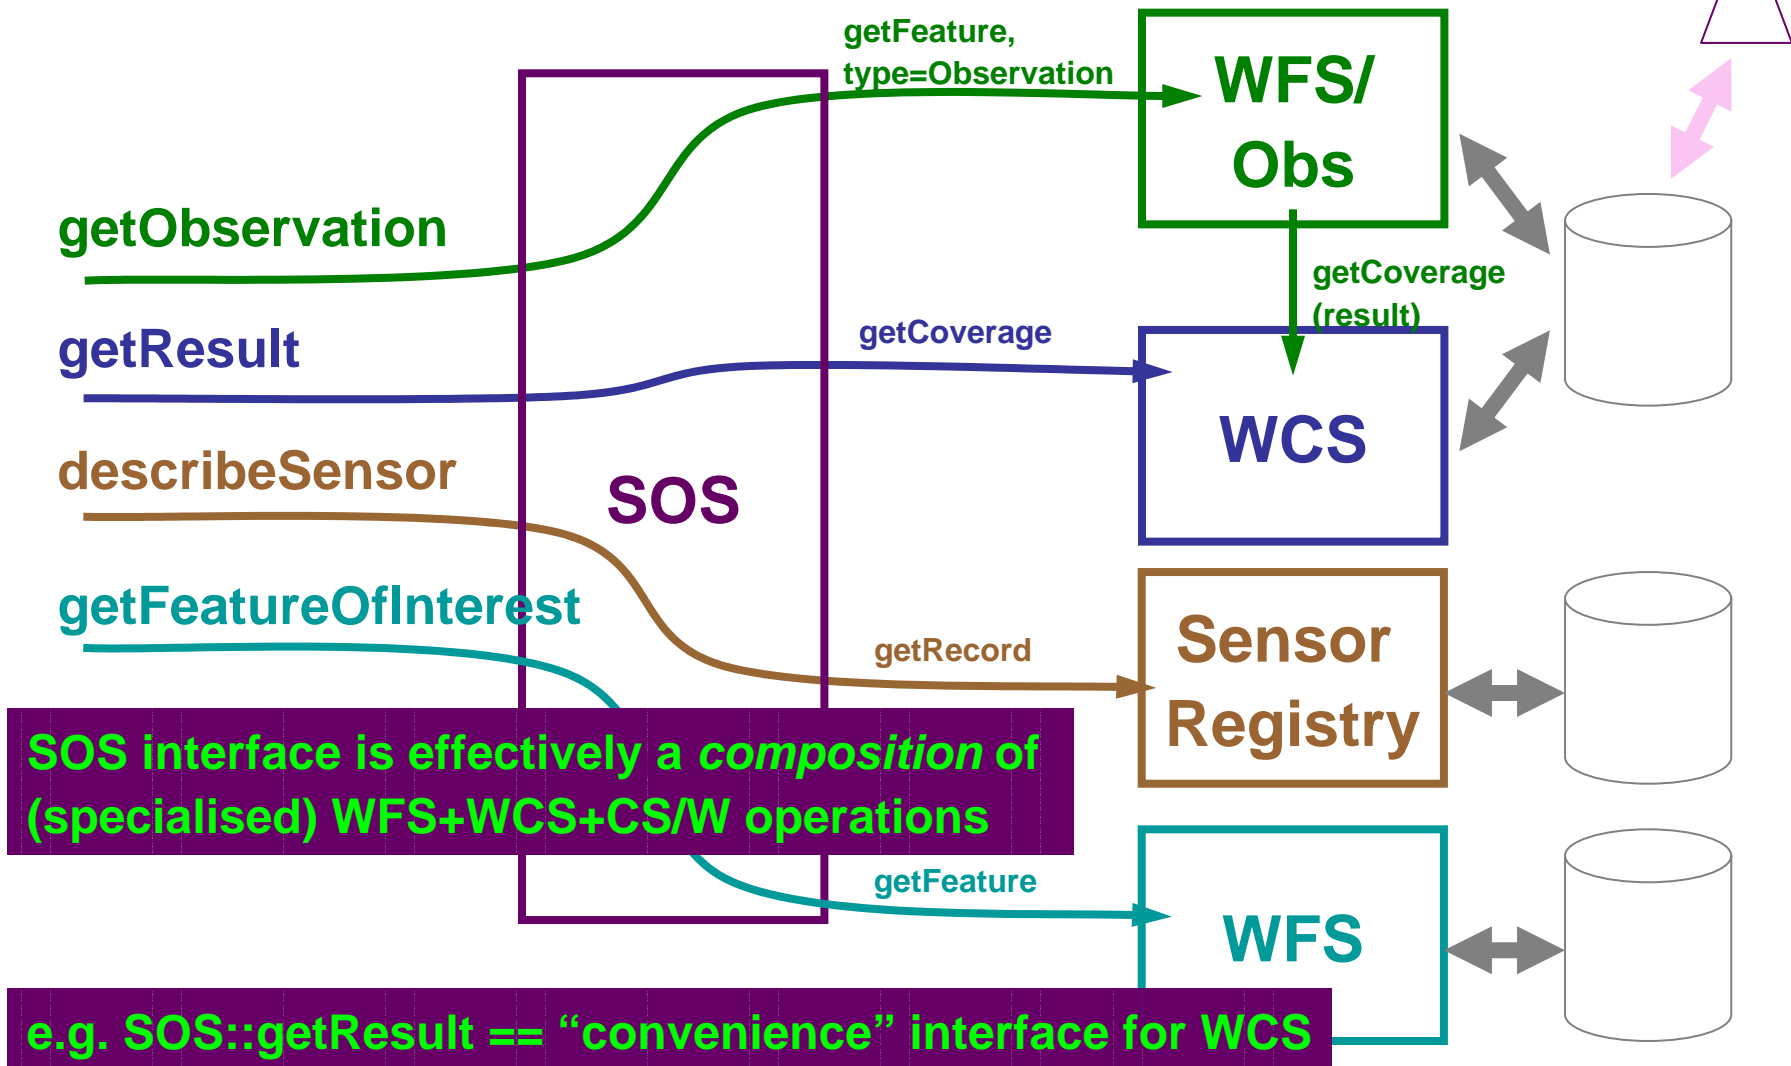 getFeature,
type=Observation
WFS/
Obs
getObservation
getCoverage
(result)
getResult
getCoverage
WCS
describeSensor
SOS
getFeatureOfInterest
getRecord
Sensor
Registry
SOS interface is effectively a composition of
(specialised) WFS+WCS+CS/W operations
getFeature
WFS
e.g. SOS::getResult == “convenience” interface for WCS